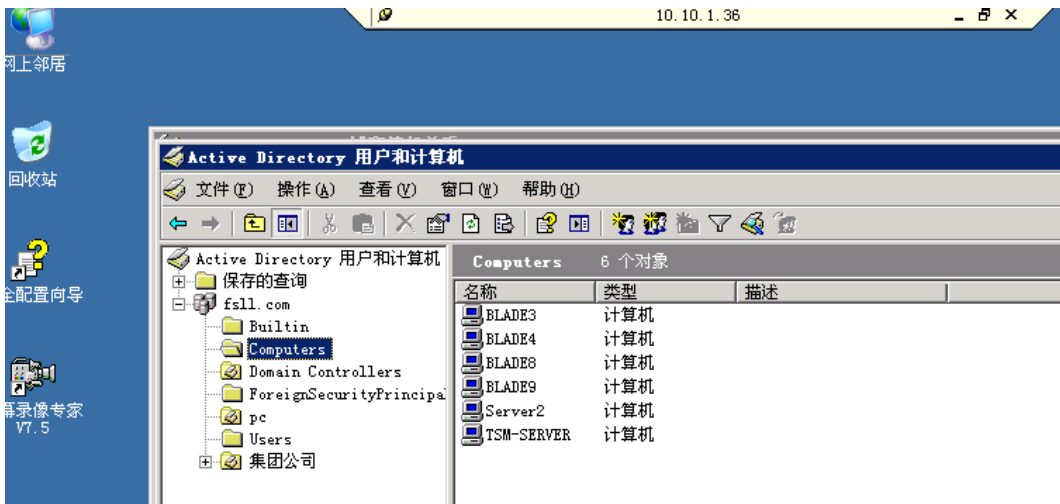 10.10.1.36
网上邻居
回收站
全配置向导
幕录像专家
V7.5
Active Directory 用户和计算机
文件(F) 操作(A) 查看(V) 窗口(W) 帮助(H)
Active Directory 用户和计算机
保存的查询
fsll.com
Builtin
Computers
Domain Controllers
ForeignSecurityPrincipa
pc
Users
集团公司
Computers 6 个对象
名称 类型 描述
BLADE3 计算机
BLADE4 计算机
BLADE8 计算机
BLADE9 计算机
Server2 计算机
TSM-SERVER 计算机